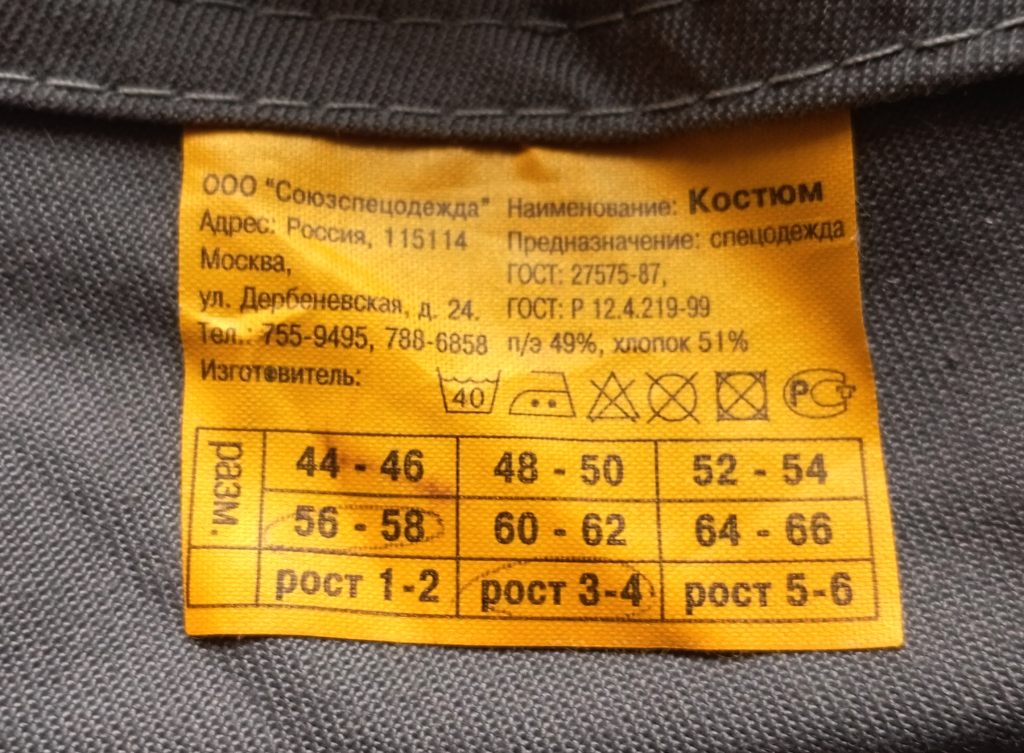 ООО "Союзспецодежда"
Адрес: Россия, 115114
Москва,
ул. Дербеневская, д. 24.
Тел.: 755-9495, 788-6858
Изготовитель:
Наименование: Костюм
Предназначение: спецодежда
ГОСТ: 27575-87,
ГОСТ: Р 12.4.219-99
п/э 49%, хлопок 51%
40
разм.
44 - 46 48 - 50 52 - 54
56 - 58 60 - 62 64 - 66
рост 1-2 рост 3-4 рост 5-6